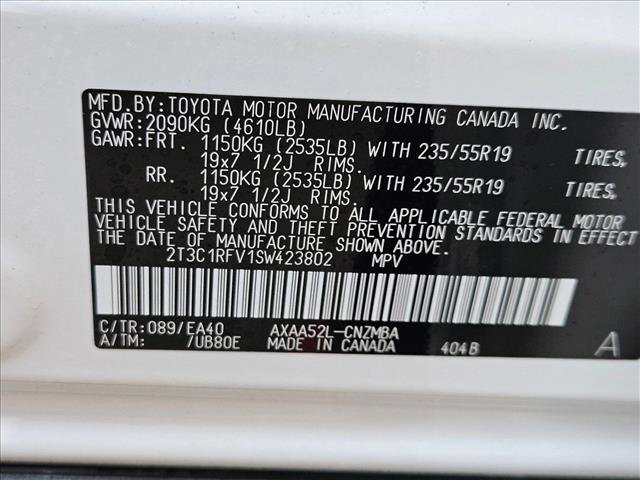 MFD.BY:TOYOTA MOTOR MANUFACTURING CANADA INC.
GVWR:2090KG (4610LB)
GAWR:FRT. 1150KG (2535LB) WITH 235/55R19 TIRES,
19x7 1/2J RIMS.
RR. 1150KG (2535LB) WITH 235/55R19 TIRES,
19x7 1/2J RIMS.
THIS VEHICLE CONFORMS TO ALL APPLICABLE FEDERAL MOTOR
VEHICLE SAFETY AND THEFT PREVENTION STANDARDS IN EFFECT ON
THE DATE OF MANUFACTURE SHOWN ABOVE.
2T3C1RFV1SW423802 MPV
C/TR:089/EA40 AXAA52L-CNZMBA
A/TM: /UB80E MADE IN CANADA 404B A